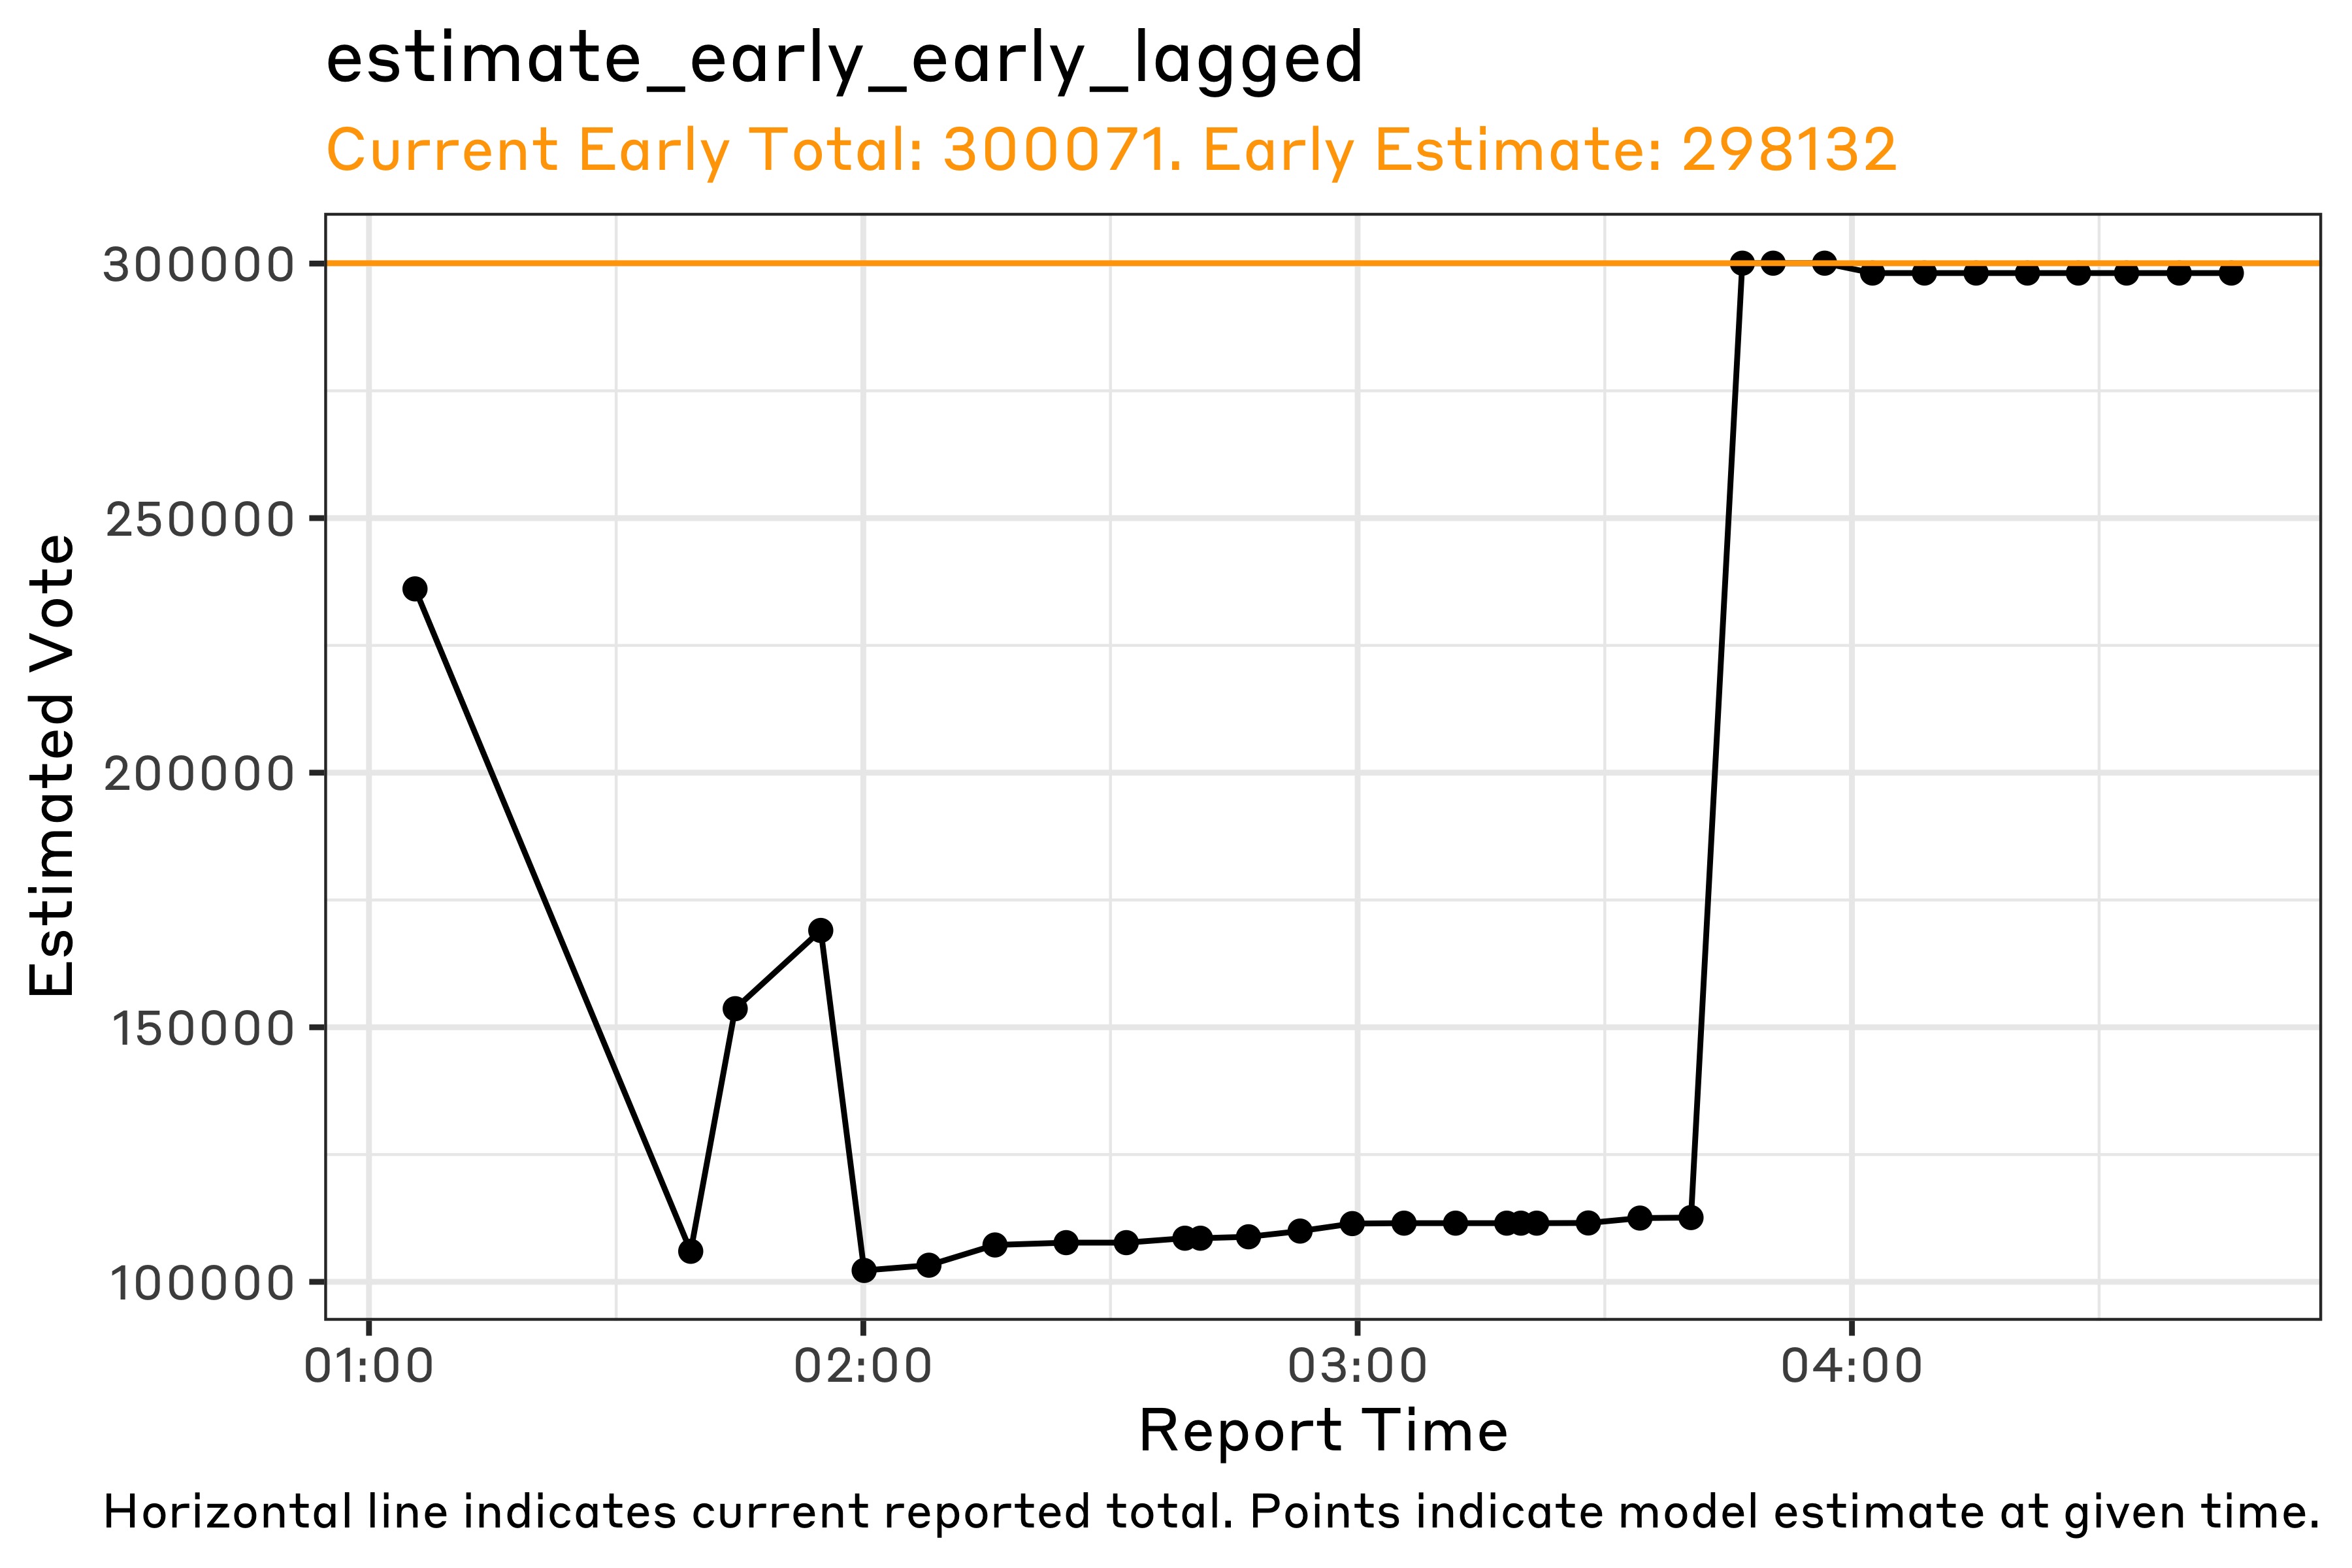 estimate_early_early_lagged
Current Early Total: 300071. Early Estimate: 298132
Estimated Vote
300000
250000
200000
150000
100000
01:00 02:00 03:00 04:00
Report Time
Horizontal line indicates current reported total. Points indicate model estimate at given time.